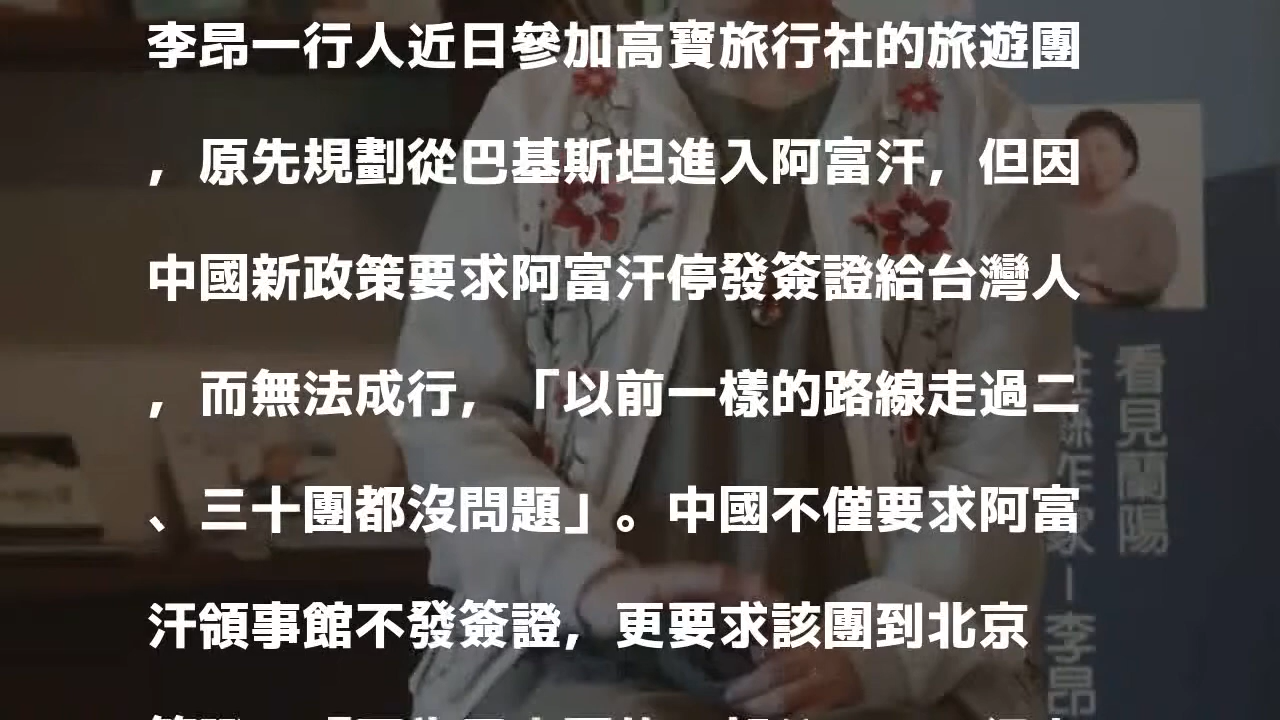 李昂一行人近日參加高寶旅行社的旅遊團
，原先規劃從巴基斯坦進入阿富汗，但因
中國新政策要求阿富汗停發簽證給台灣人
，而無法成行，「以前一樣的路線走過二
、三十團都沒問題」。中國不僅要求阿富
汗領事館不發簽證，更要求該團到北京
看見蘭陽
作家－李昂